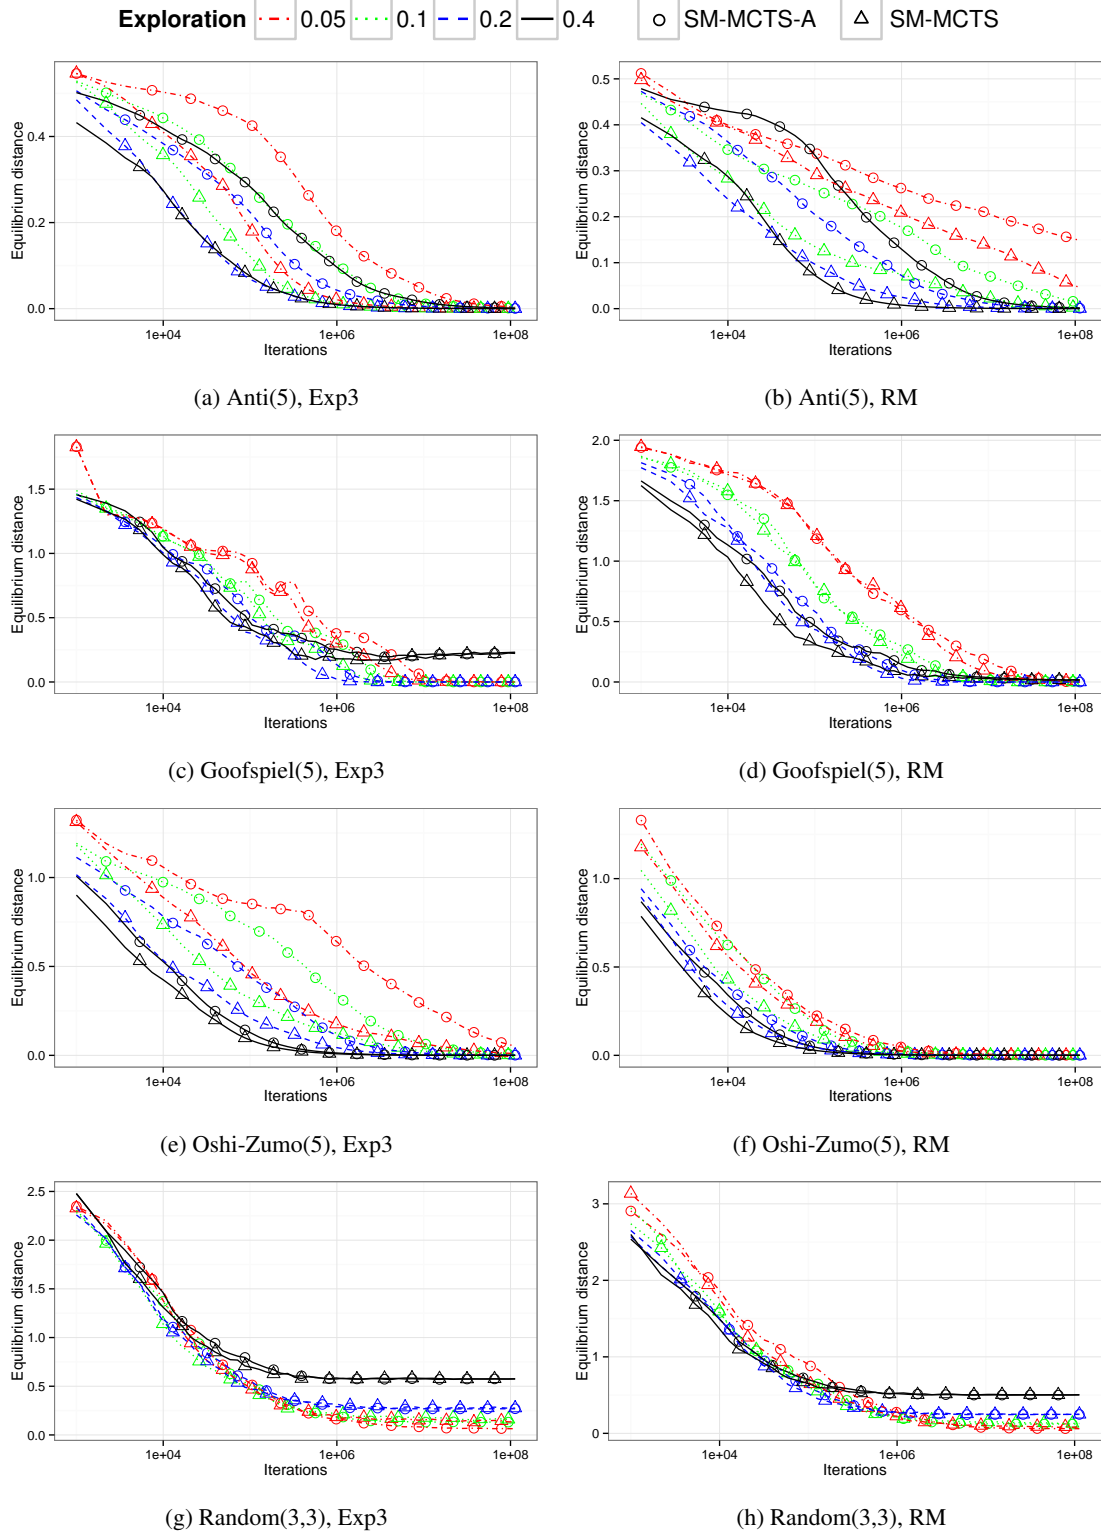 Exploration 0.05 0.1 0.2 0.4 SM-MCTS-A SM-MCTS
Equilibrium distance
0.4
0.2
0.0
1e+04 1e+06 1e+08
Iterations
(a) Anti(5), Exp3
Equilibrium distance
0.5
0.4
0.3
0.2
0.1
0.0
1e+04 1e+06 1e+08
Iterations
(b) Anti(5), RM
Equilibrium distance
1.5
1.0
0.5
0.0
1e+04 1e+06 1e+08
Iterations
(c) Goofspiel(5), Exp3
Equilibrium distance
2.0
1.5
1.0
0.5
0.0
1e+04 1e+06 1e+08
Iterations
(d) Goofspiel(5), RM
Equilibrium distance
1.0
0.5
0.0
1e+04 1e+06 1e+08
Iterations
(e) Oshi-Zumo(5), Exp3
Equilibrium distance
1.0
0.5
0.0
1e+04 1e+06 1e+08
Iterations
(f) Oshi-Zumo(5), RM
Equilibrium distance
2.5
2.0
1.5
1.0
0.5
0.0
1e+04 1e+06 1e+08
Iterations
(g) Random(3,3), Exp3
Equilibrium distance
3
2
1
0
1e+04 1e+06 1e+08
Iterations
(h) Random(3,3), RM